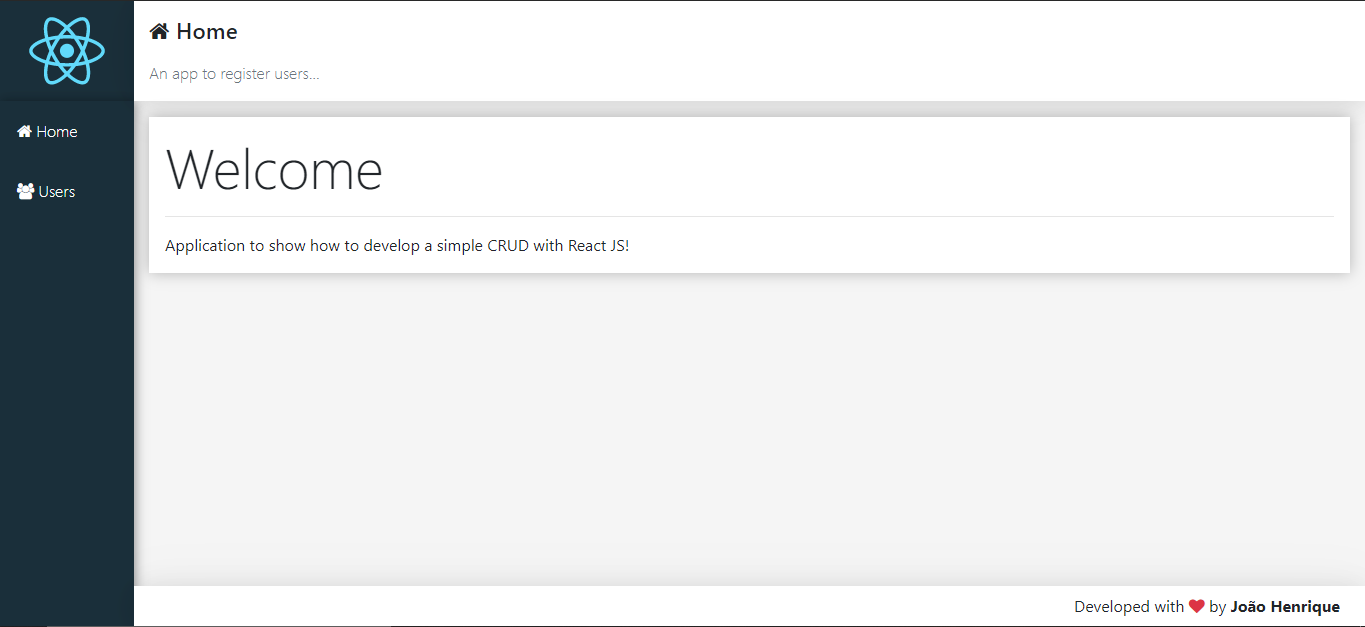 Home
An app to register users...
Home
Users
Welcome
Application to show how to develop a simple CRUD with React JS!
Developed with ❤ by João Henrique